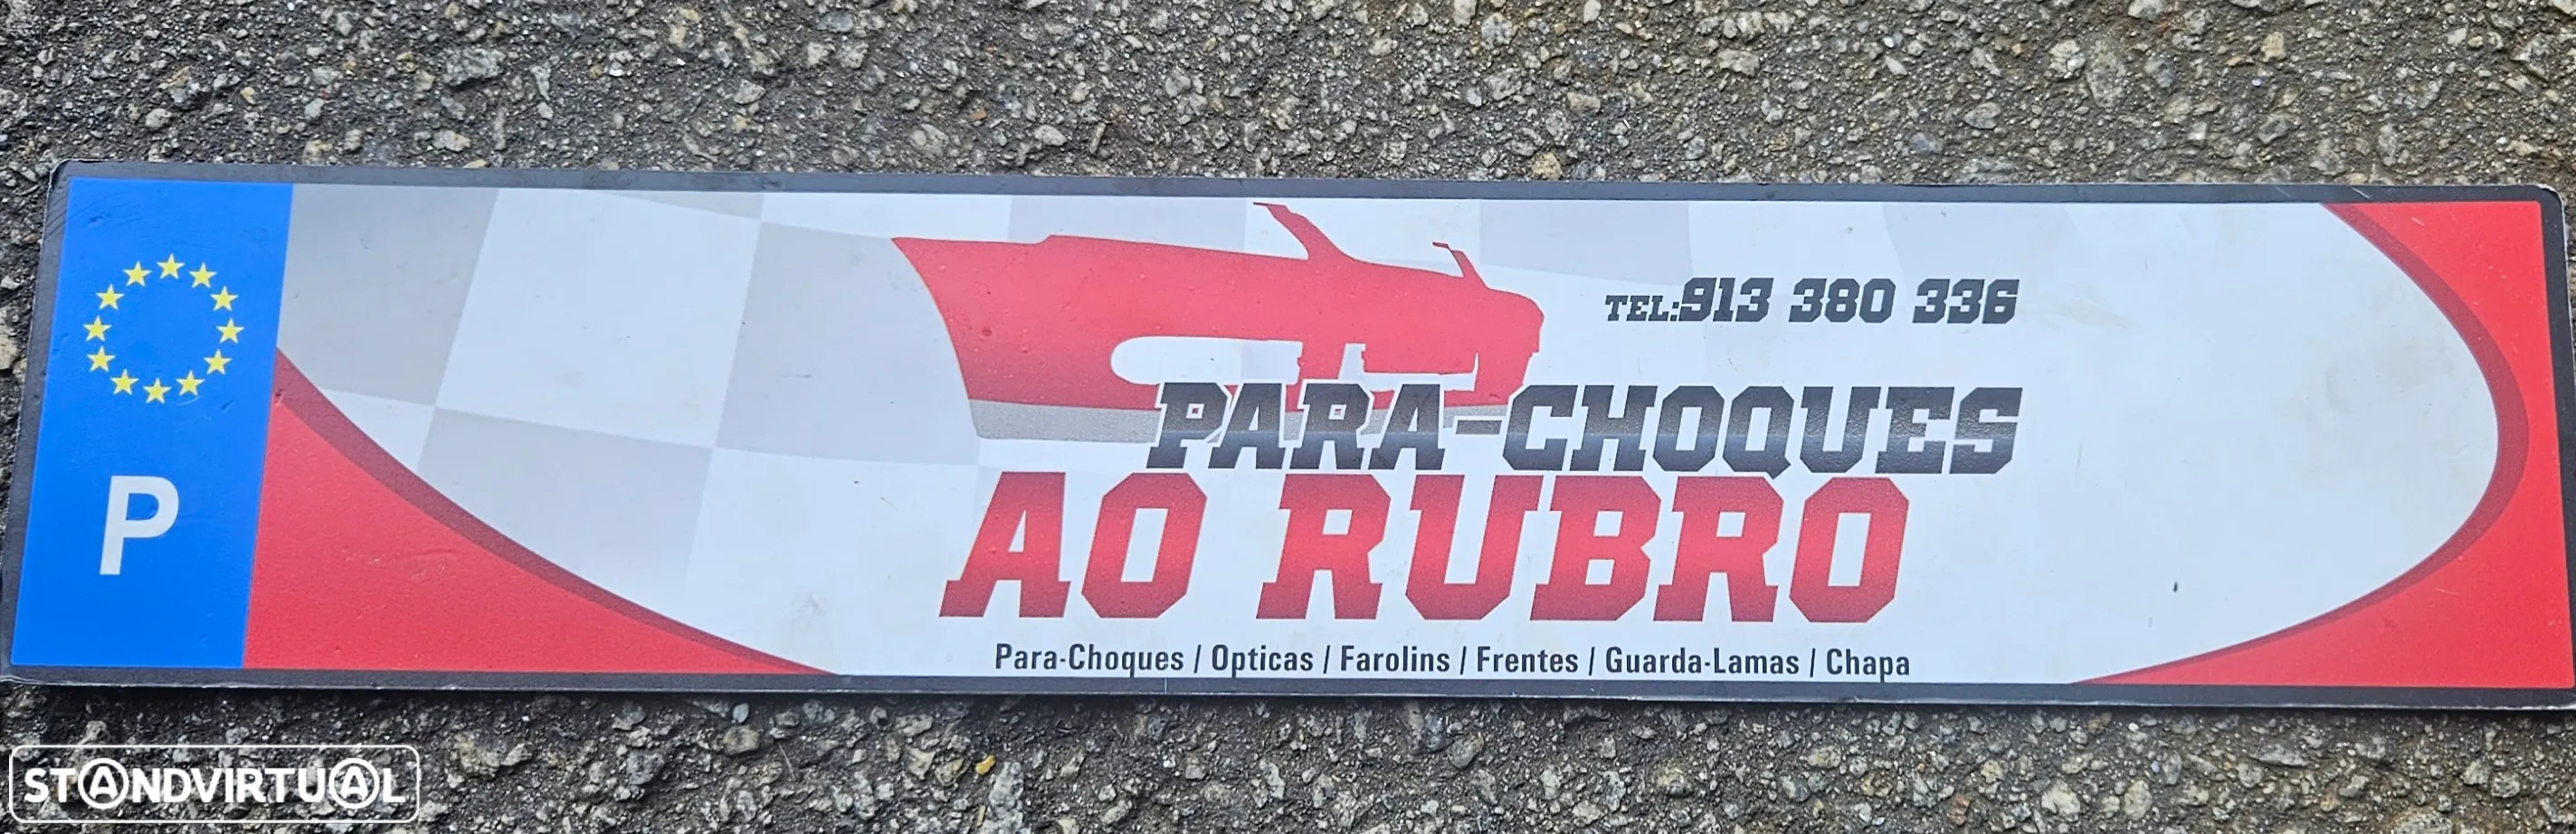 P
TEL:913 380 336
PARA-CHOQUES
AO RUBRO
Para-Choques / Opticas / Farolins / Frentes / Guarda-Lamas / Chapa
STANDVIRTUAL